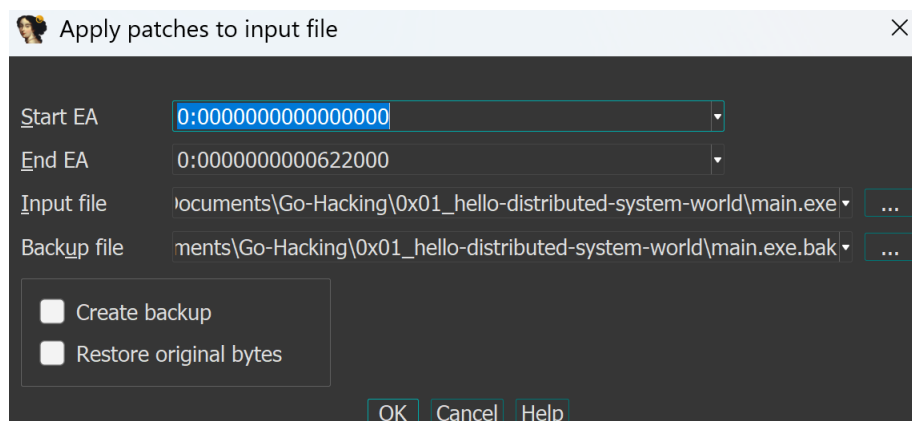 Apply patches to input file
Start EA 0:0000000000000000
End EA 0:0000000000622000
Input file ocuments\Go-Hacking\0x01_hello-distributed-system-world\main.exe ...
Backup file ments\Go-Hacking\0x01_hello-distributed-system-world\main.exe.bak ...
Create backup
Restore original bytes
OK Cancel Help